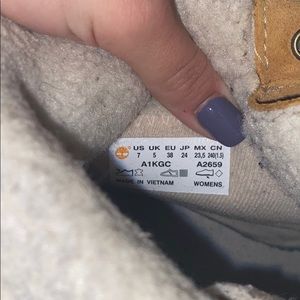 US UK EU JP MX CN
7 5 38 24 23,5 240(1.5)
A1KGC A2659
MADE IN VIETNAM WOMENS